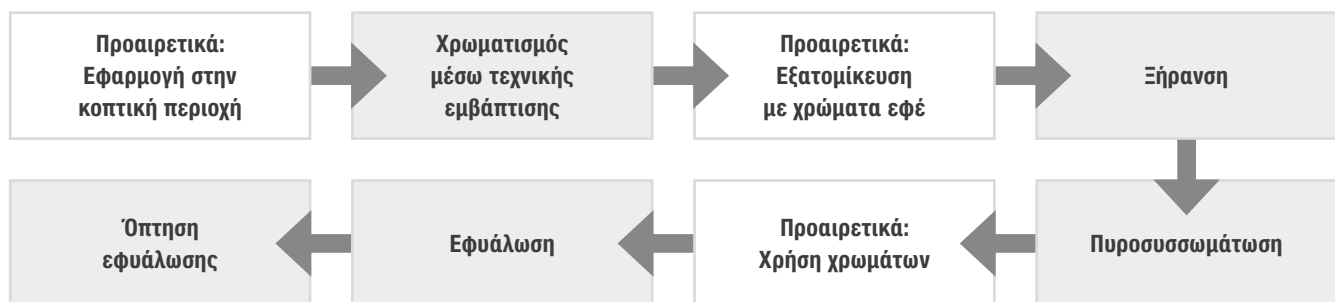 Προαιρετικά:
Εφαρμογή στην
κοπτική περιοχή
Χρωματισμός
μέσω τεχνικής
εμβάπτισης
Προαιρετικά:
Εξατομίκευση
με χρώματα εφέ
Ξήρανση
Πυροσυσσωμάτωση
Προαιρετικά:
Χρήση χρωμάτων
Εφυάλωση
Όπτηση
εφυάλωσης